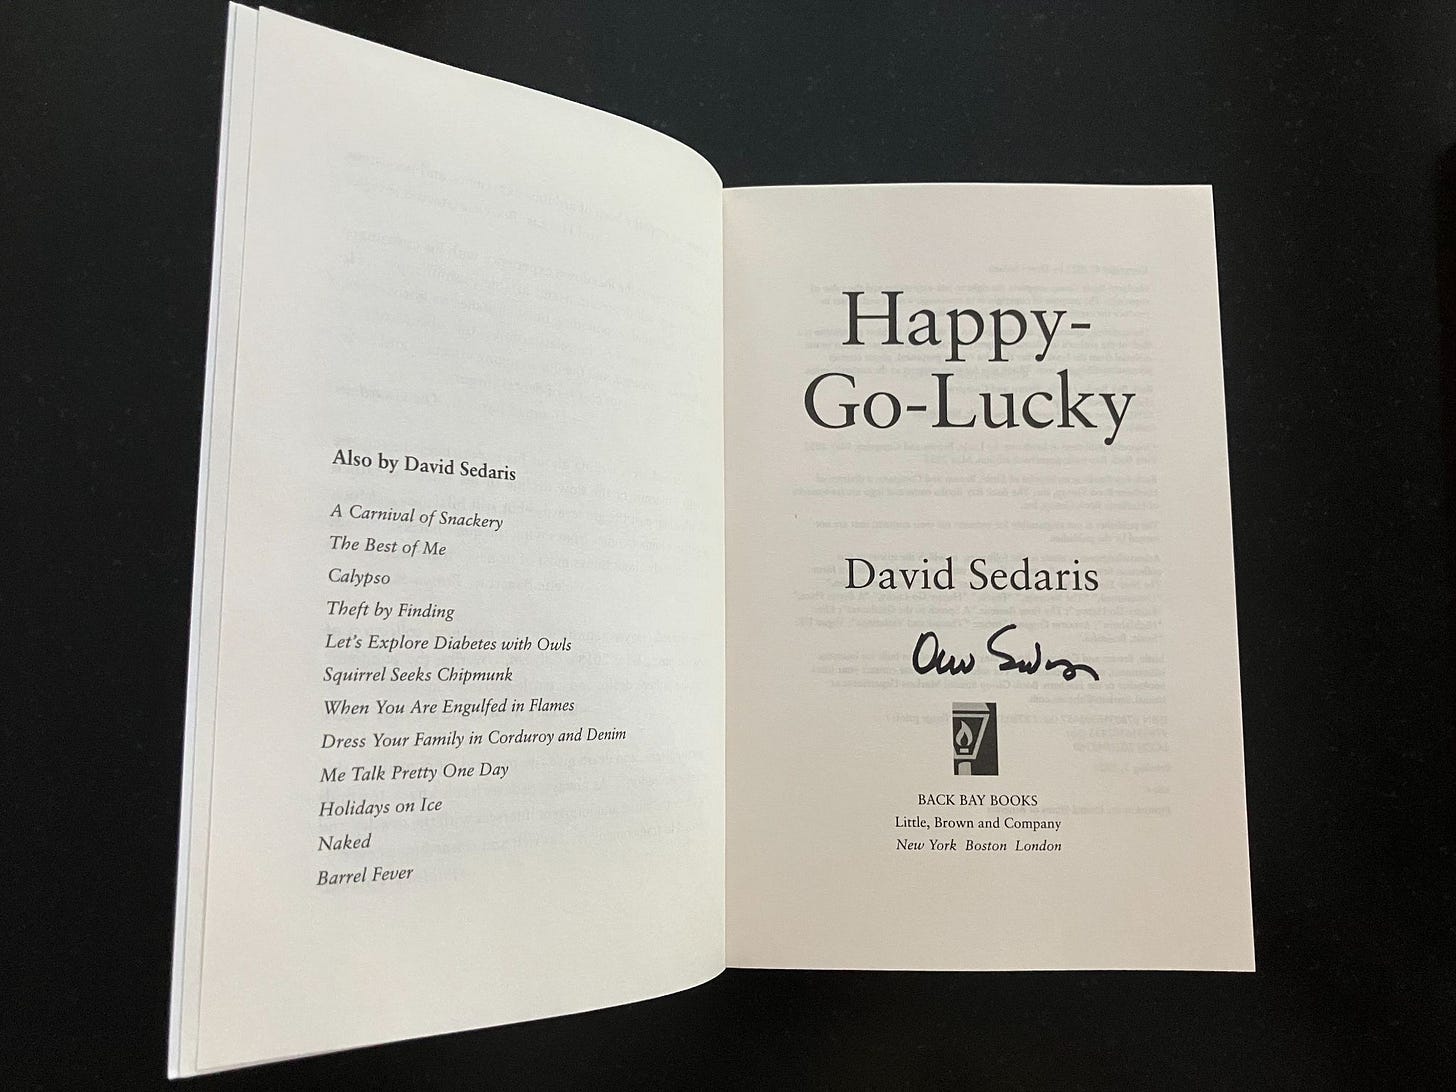 Also by David Sedaris
A Carnival of Snackery
The Best of Me
Calypso
Theft by Finding
Let's Explore Diabetes with Owls
Squirrel Seeks Chipmunk
When You Are Engulfed in Flames
Dress Your Family in Corduroy and Denim
Me Talk Pretty One Day
Holidays on Ice
Naked
Barrel Fever
Happy-
Go-Lucky
David Sedaris
BACK BAY BOOKS
Little, Brown and Company
New York Boston London